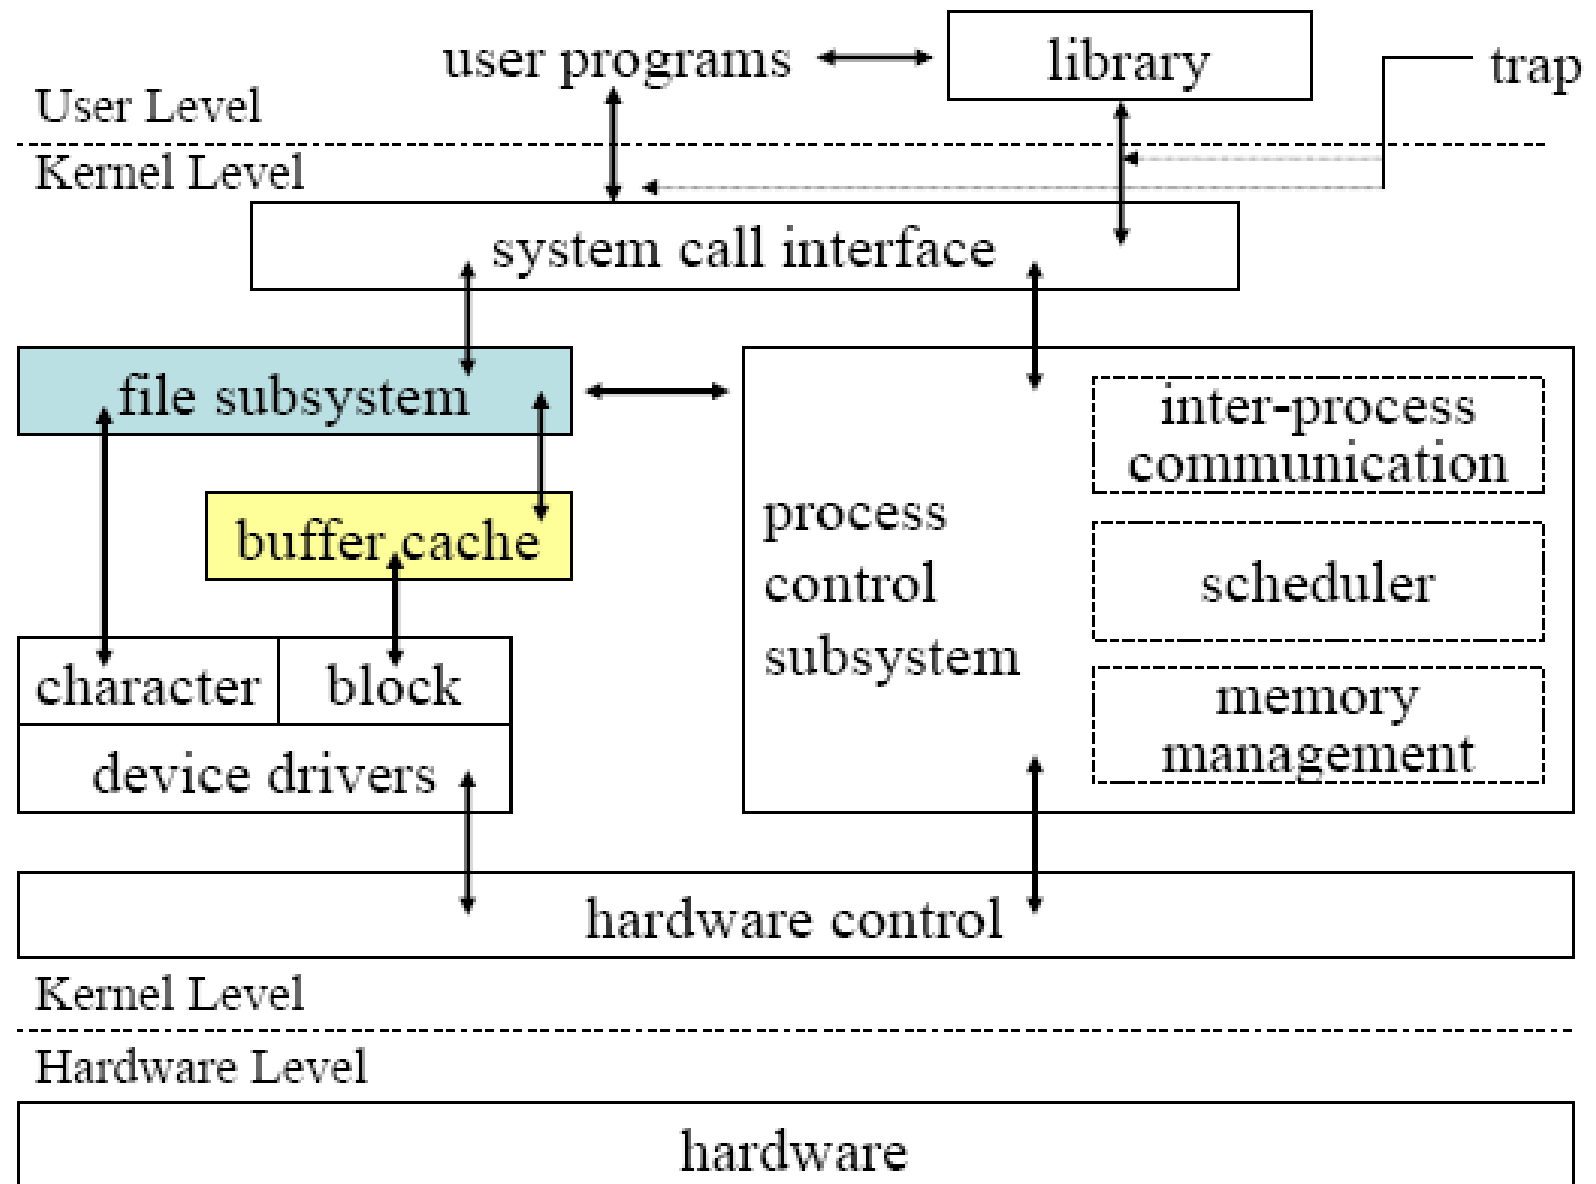 user programs
library
trap
User Level
Kernel Level
system call interface
file subsystem
inter-process
communication
buffer cache
process
control
subsystem
scheduler
character
block
memory
management
device drivers
hardware control
Kernel Level
Hardware Level
hardware